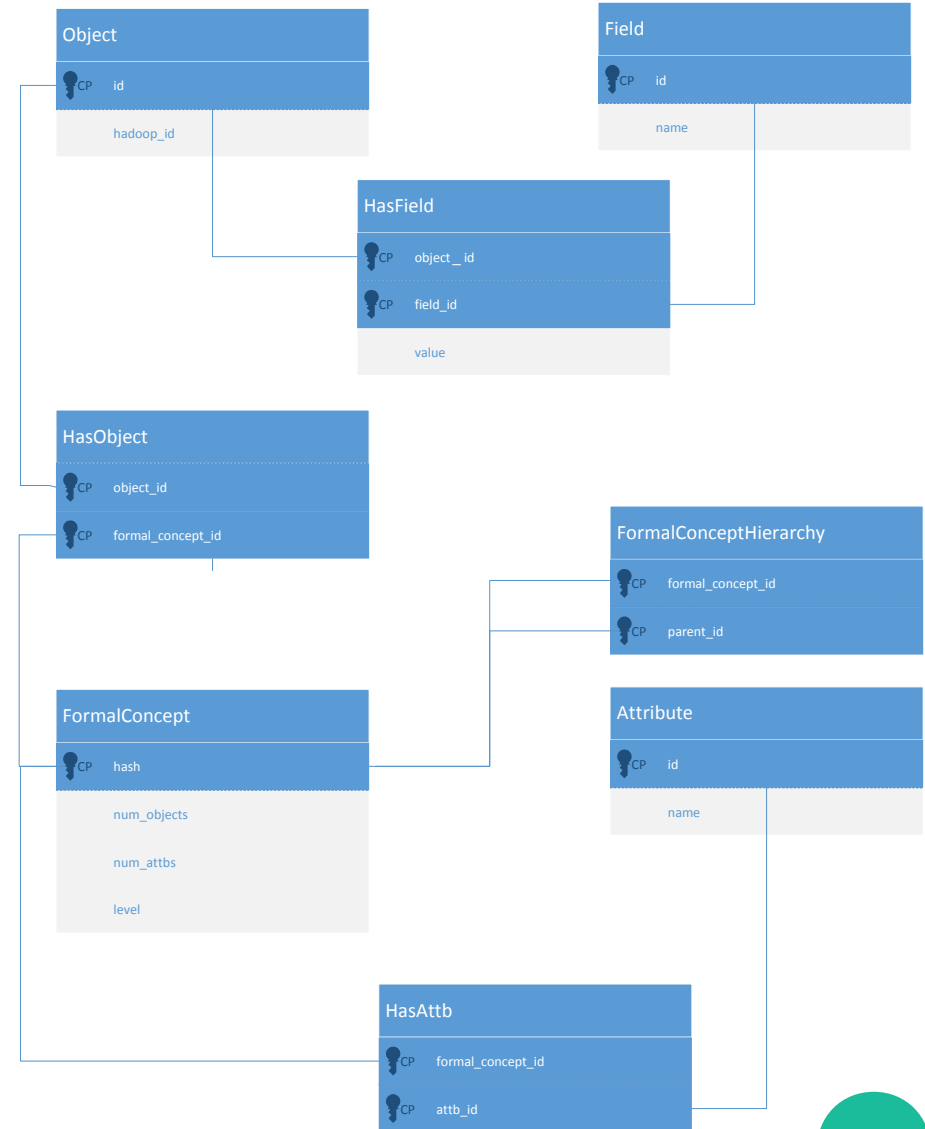 Object
CP id
hadoop_id
Field
CP id
name
HasField
CP object_id
CP field_id
value
HasObject
CP object_id
CP formal_concept_id
FormalConceptHierarchy
CP formal_concept_id
CP parent_id
FormalConcept
CP hash
num_objects
num_attbs
level
Attribute
CP id
name
HasAttb
CP formal_concept_id
CP attb_id